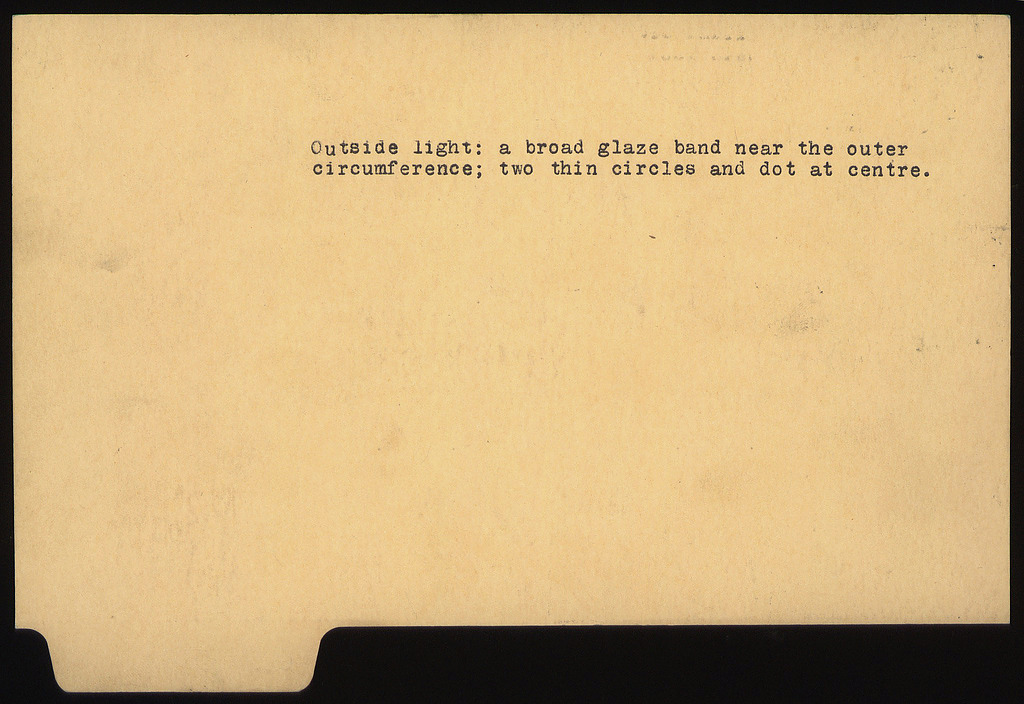 Outside light: a broad glaze band near the outer
circumference; two thin circles and dot at centre.